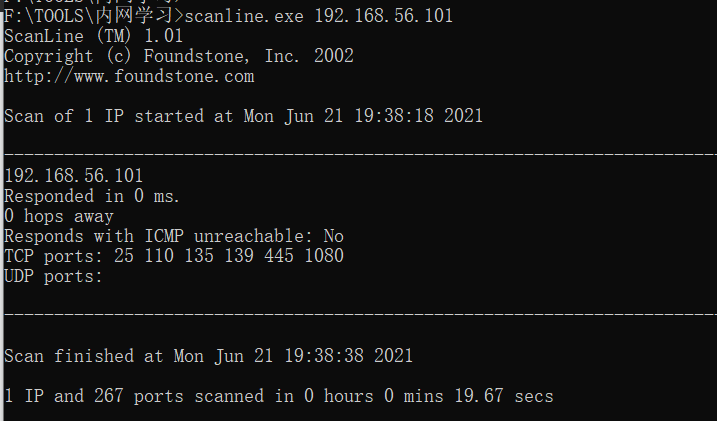 F:\TOOLS\内网学习>scanline.exe 192.168.56.101
ScanLine (TM) 1.01
Copyright (c) Foundstone, Inc. 2002
http://www.foundstone.com
Scan of 1 IP started at Mon Jun 21 19:38:18 2021
-----------------------------------------------------------------------
192.168.56.101
Responded in 0 ms.
0 hops away
Responds with ICMP unreachable: No
TCP ports: 25 110 135 139 445 1080
UDP ports:
-----------------------------------------------------------------------
Scan finished at Mon Jun 21 19:38:38 2021
1 IP and 267 ports scanned in 0 hours 0 mins 19.67 secs